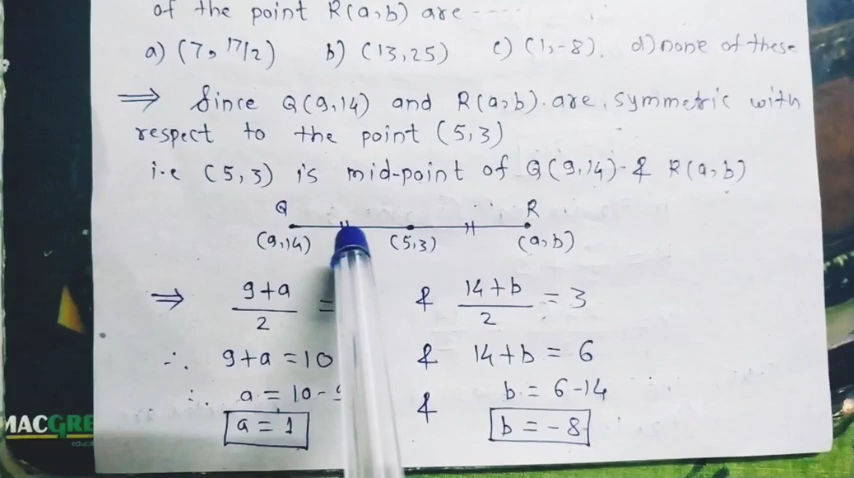 of the point R(a,b) are ----
a) (7, 17/2) b) (13,25) c) (1,-8). d) none of these
⇒ Since Q(9,14) and R(a,b) are symmetric with
respect to the point (5,3)
i.e (5,3) is mid-point of Q(9,14) & R(a,b)
Q R
(9,14) (5,3) (a,b)
⇒ 9+a/2 = & 14+b/2 = 3
∴ 9+a = 10 & 14+b = 6
∴ a = 10- & b = 6-14
a = 1 b = -8
MACGRE
educa